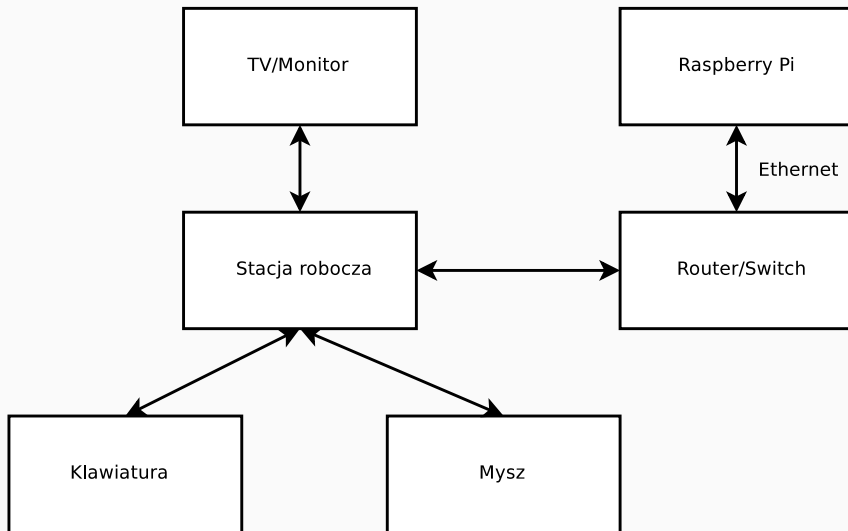 TV/Monitor
Raspberry Pi
Ethernet
Stacja robocza
Router/Switch
Klawiatura
Mysz